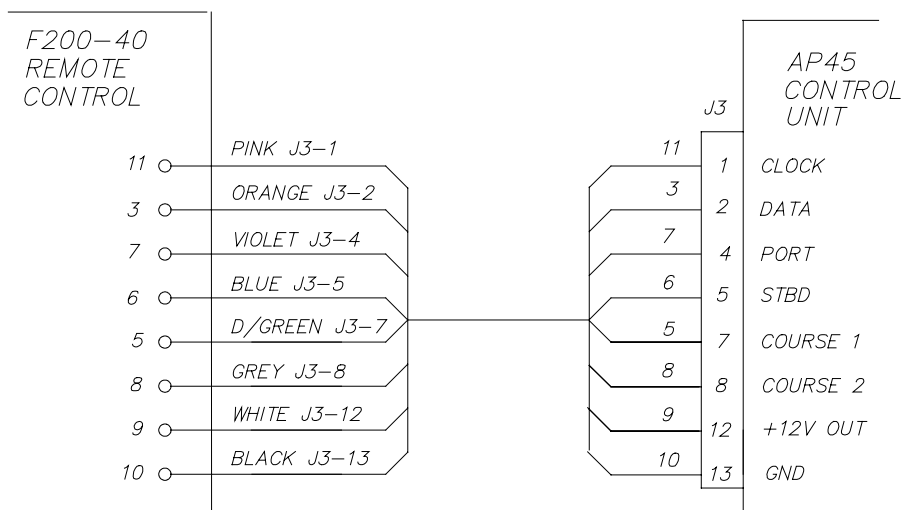 F200-40
REMOTE
CONTROL
AP45
CONTROL
UNIT
J3
11 PINK J3-1 11 1 CLOCK
3 ORANGE J3-2 3 2 DATA
7 VIOLET J3-4 7 4 PORT
6 BLUE J3-5 6 5 STBD
5 D/GREEN J3-7 5 7 COURSE 1
8 GREY J3-8 8 8 COURSE 2
9 WHITE J3-12 9 12 +12V OUT
10 BLACK J3-13 10 13 GND